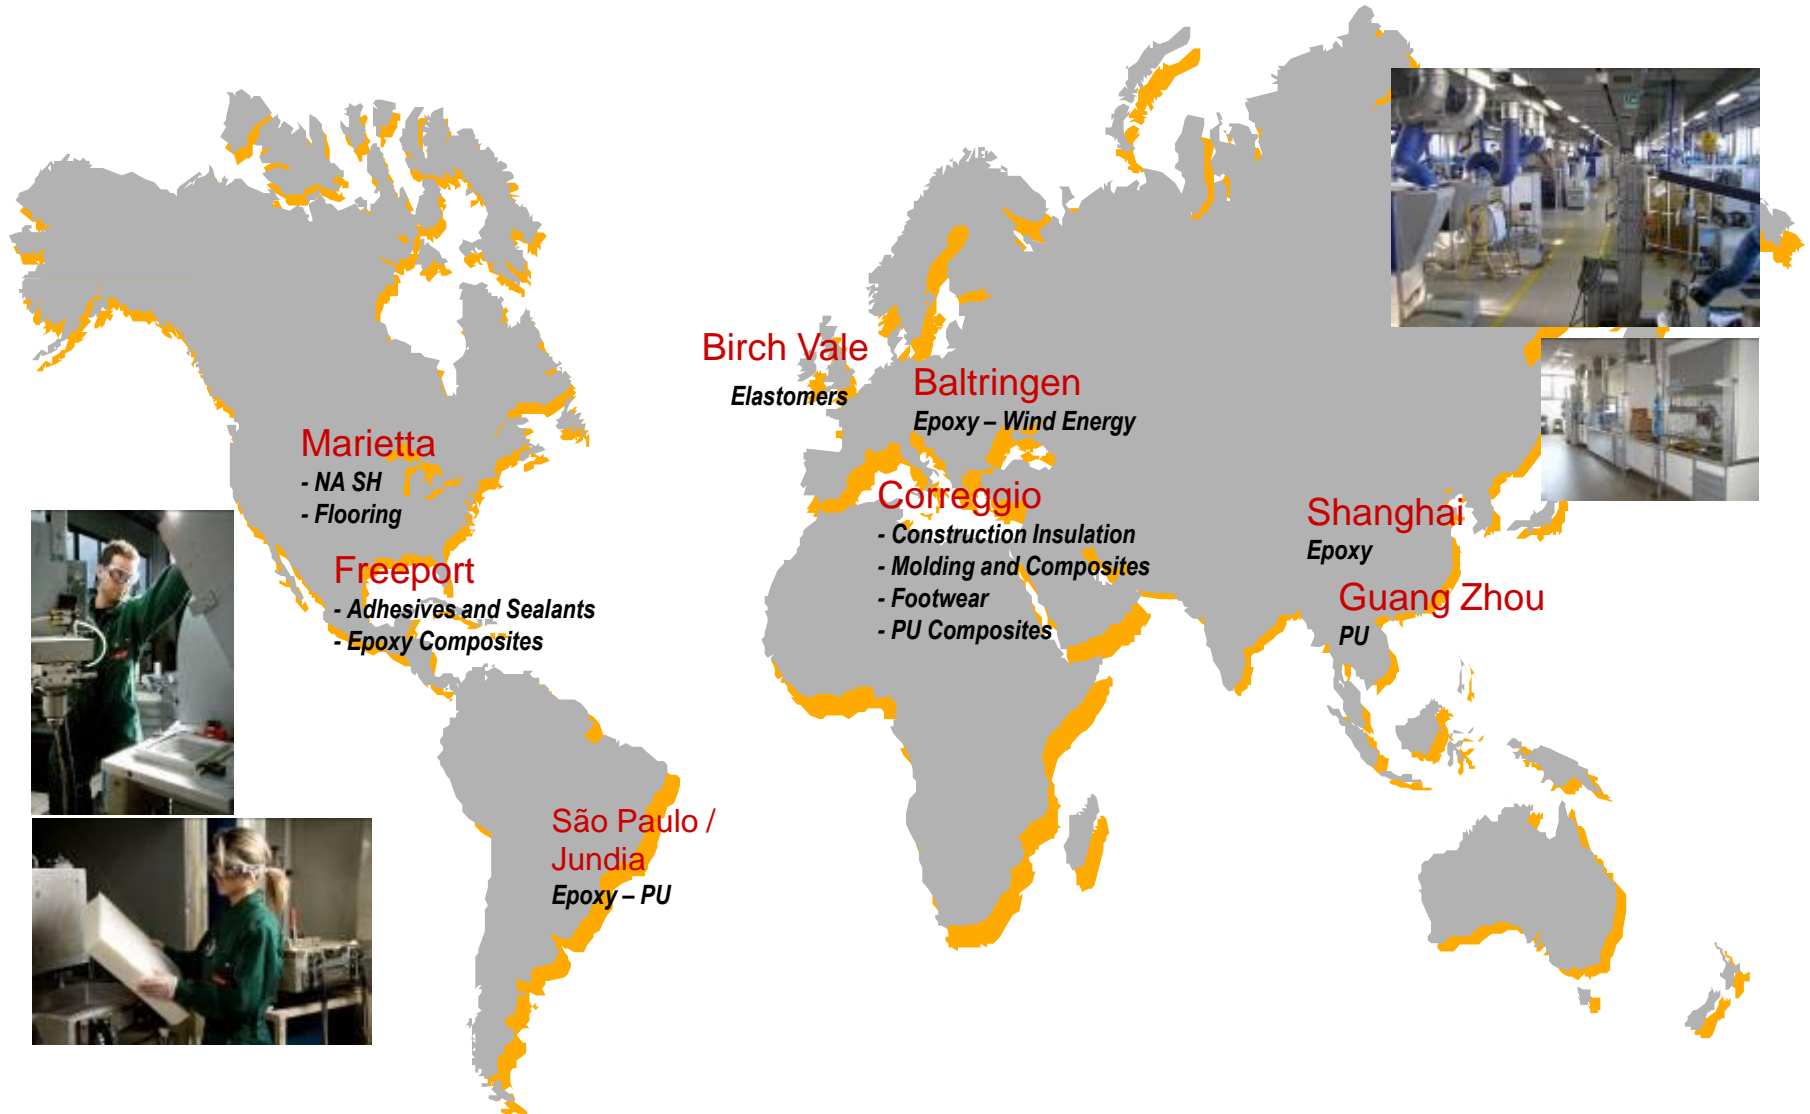 Birch Vale
Elastomers
Baltringen
Epoxy – Wind Energy
Marietta
- NA SH
- Flooring
Correggio
- Construction Insulation
- Molding and Composites
- Footwear
- PU Composites
Shanghai
Epoxy
Freeport
- Adhesives and Sealants
- Epoxy Composites
Guang Zhou
PU
São Paulo /
Jundia
Epoxy – PU